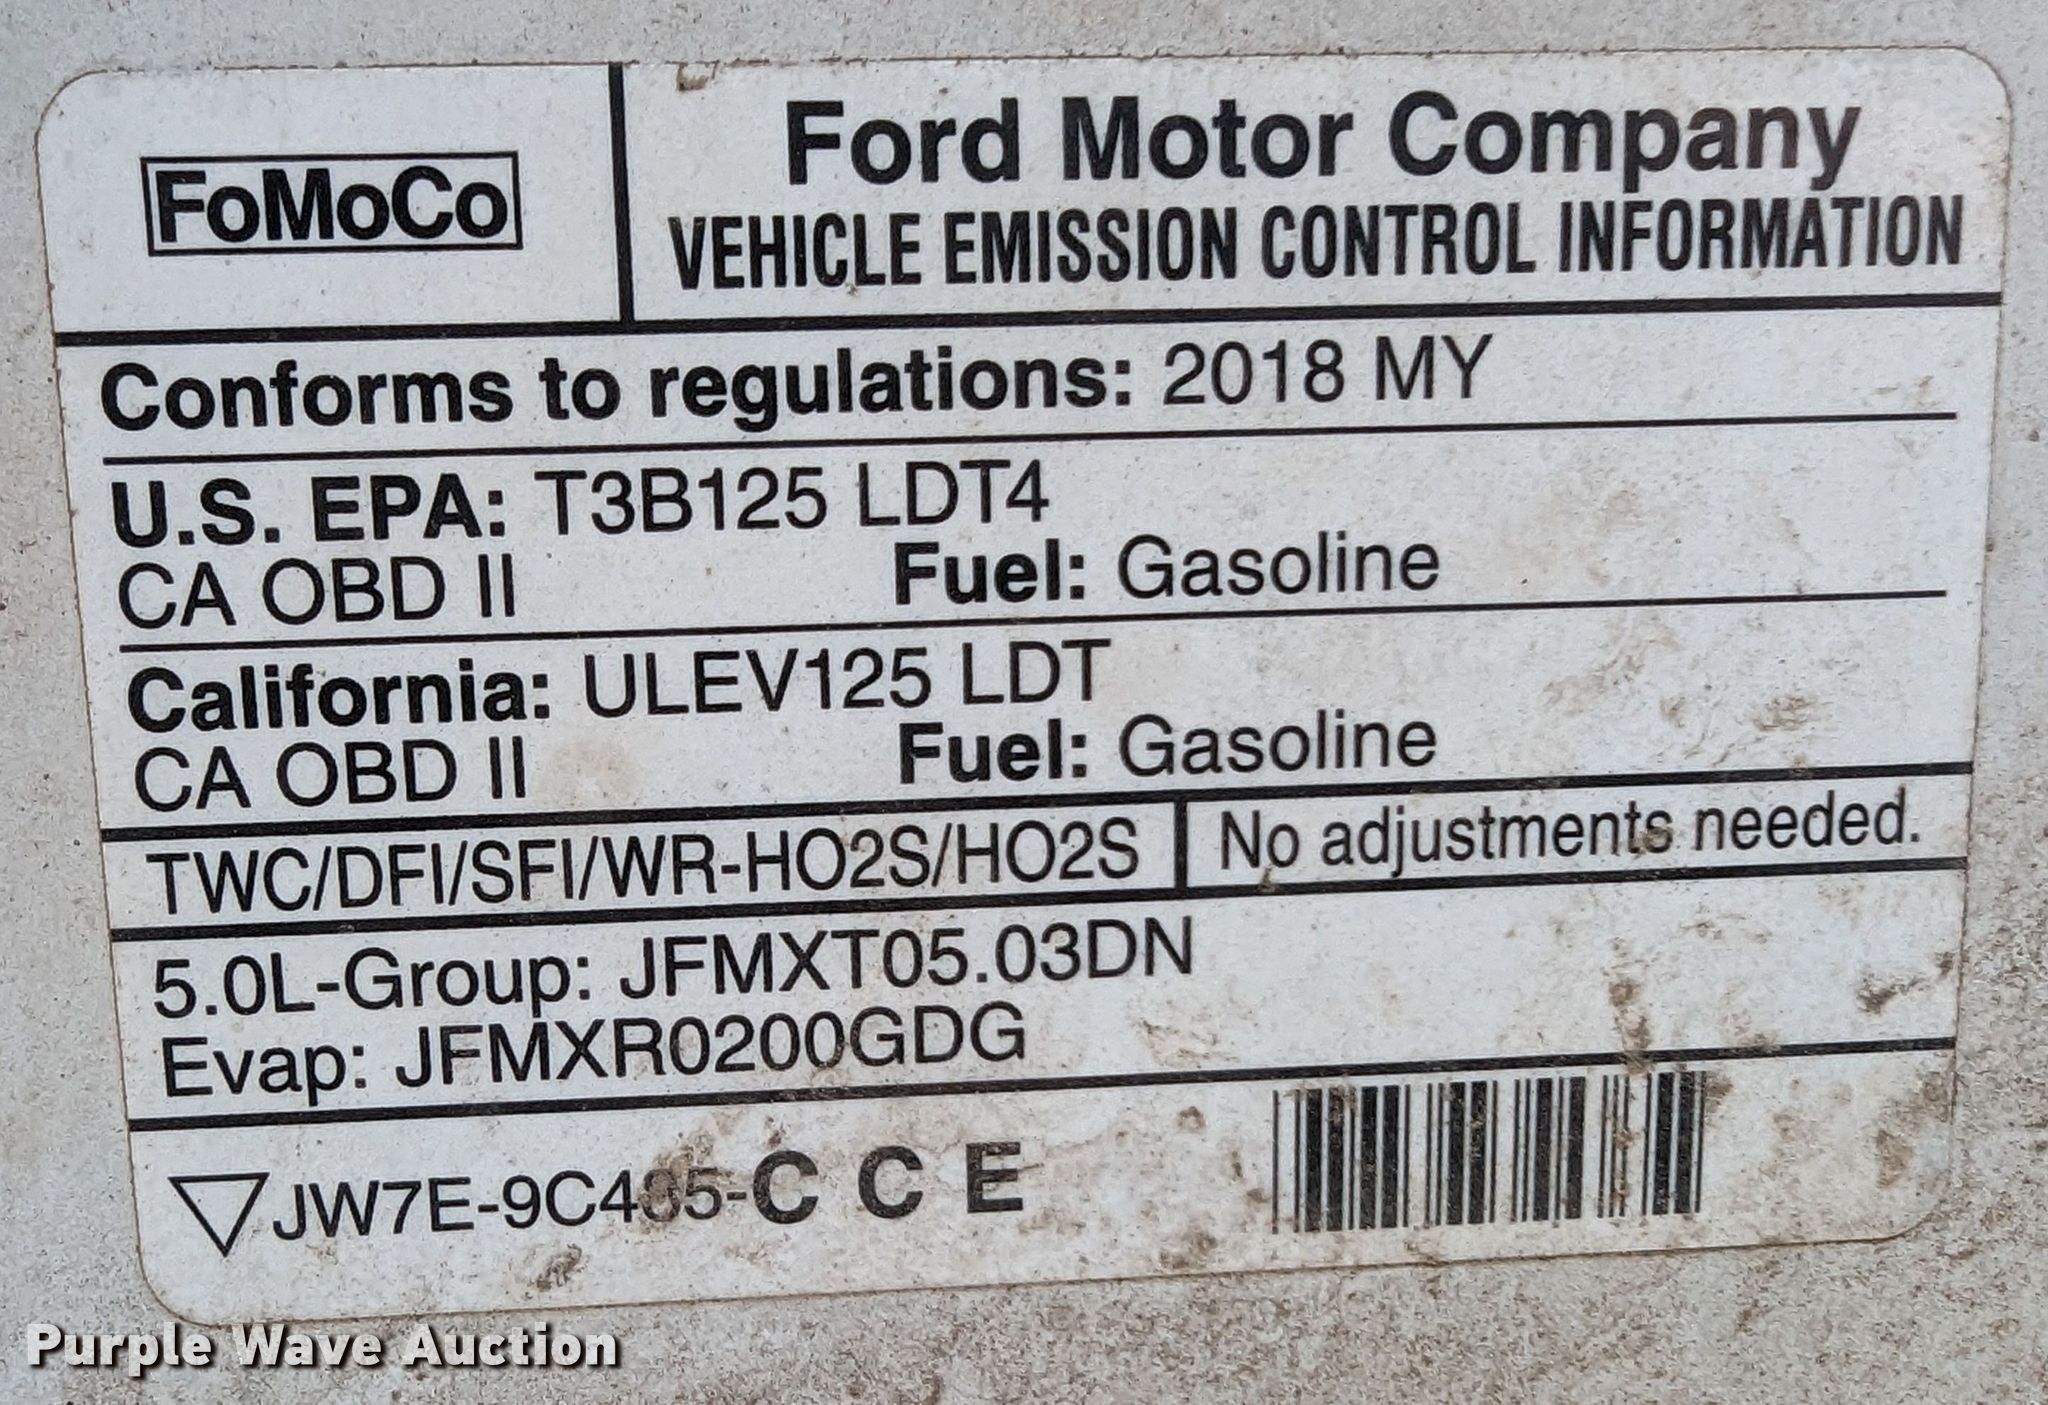 FoMoCo
Ford Motor Company
VEHICLE EMISSION CONTROL INFORMATION
Conforms to regulations: 2018 MY
U.S. EPA: T3B125 LDT4
CA OBD II Fuel: Gasoline
California: ULEV125 LDT
CA OBD II Fuel: Gasoline
TWC/DFI/SFI/WR-HO2S/HO2S No adjustments needed.
5.0L-Group: JFMXT05.03DN
Evap: JFMXR0200GDG
JW7E-9C485-C C E
Purple Wave Auction